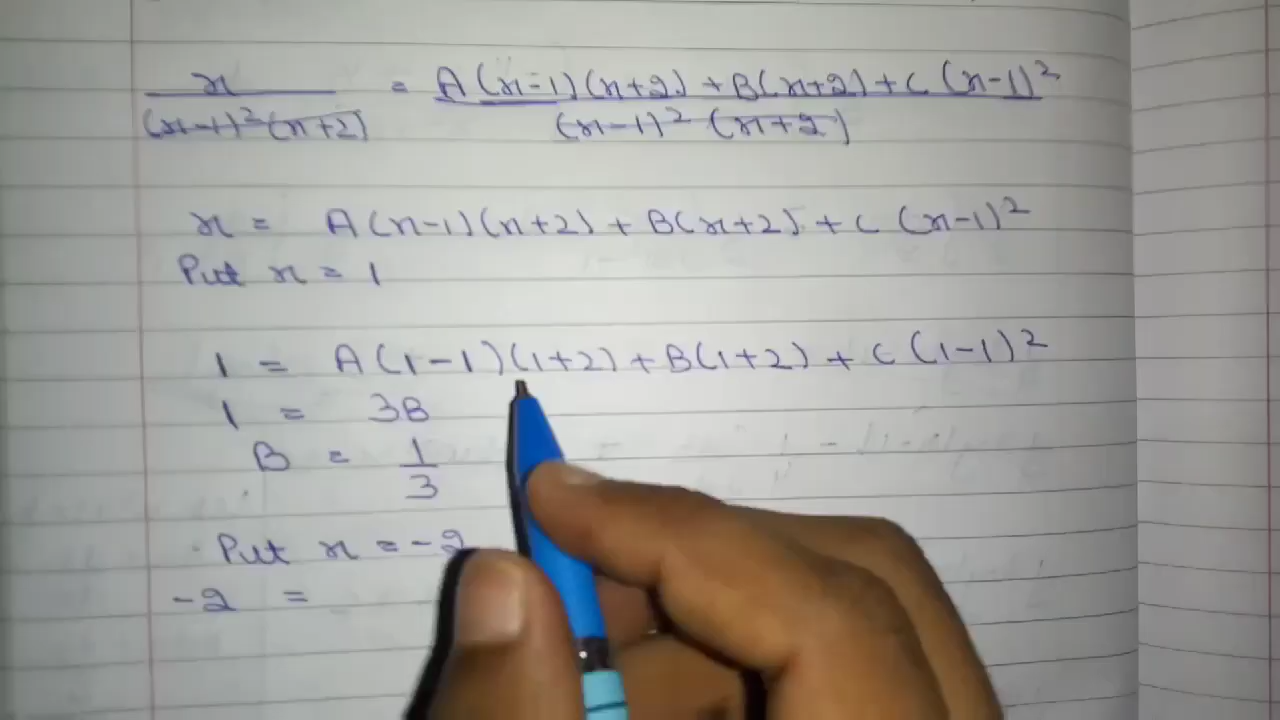 x/(x-1)²(x+2) = A(x-1)(x+2) + B(x+2) + C(x-1)²/(x-1)²(x+2)
x = A(x-1)(x+2) + B(x+2) + C(x-1)²
Put x = 1
1 = A(1-1)(1+2) + B(1+2) + C(1-1)²
1 = 3B
B = 1/3
Put x = -2
-2 =